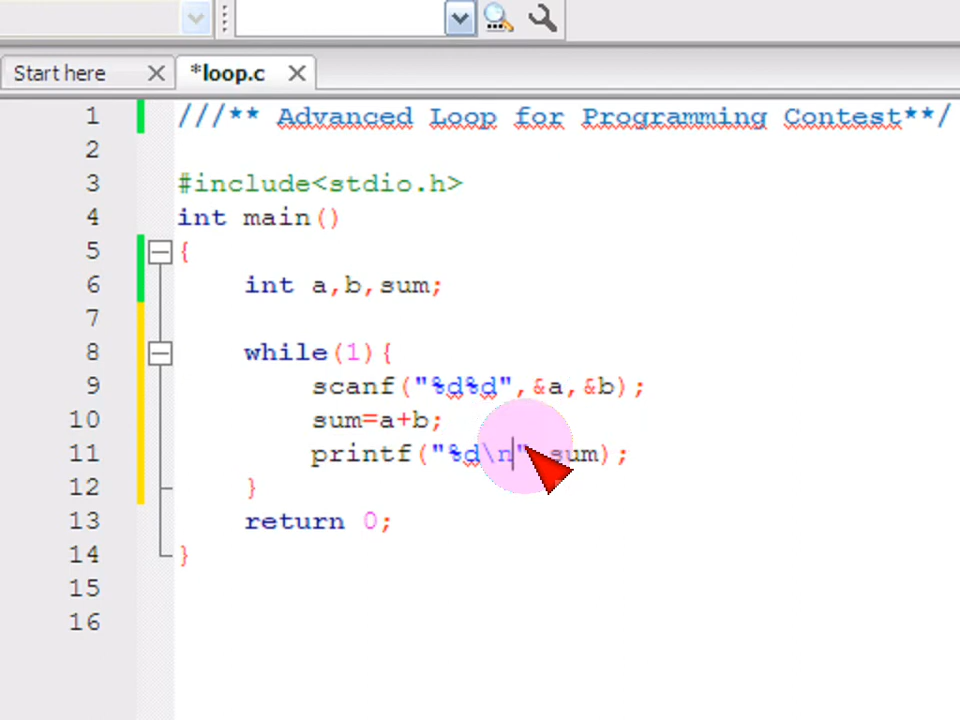 Start here
*loop.c
1 ///** Advanced Loop for Programming Contest**/
2
3 #include<stdio.h>
4 int main()
5 {
6 int a,b,sum;
7
8 while(1){
9 scanf("%d%d",&a,&b);
10 sum=a+b;
11 printf("%d\n",sum);
12 }
13 return 0;
14 }
15
16